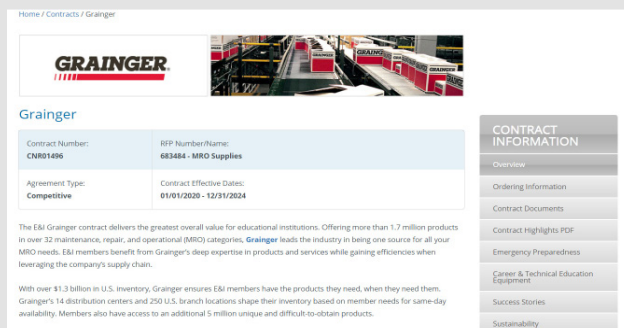 Home / Contracts / Grainger
GRAINGER.
GRAINGER
Grainger
Contract Number:
CNR01496
RFP Number/Name:
683484 - MRO Supplies
Agreement Type:
Competitive
Contract Effective Dates:
01/01/2020 - 12/31/2024
The E&I Grainger contract delivers the greatest overall value for educational institutions. Offering more than 1.7 million products
in over 32 maintenance, repair, and operational (MRO) categories, Grainger leads the industry in being one source for all your
MRO needs. E&I members benefit from Grainger's deep expertise in products and services while gaining efficiencies when
leveraging the company's supply chain.
With over $1.3 billion in U.S. inventory, Grainger ensures E&I members have the products they need, when they need them.
Grainger's 14 distribution centers and 250 U.S. branch locations shape their inventory based on member needs for same-day
availability. Members also have access to an additional 5 million unique and difficult-to-obtain products.
CONTRACT
INFORMATION
Overview
Ordering Information
Contract Documents
Contract Highlights PDF
Emergency Preparedness
Career & Technical Education
Equipment
Success Stories
Sustainability